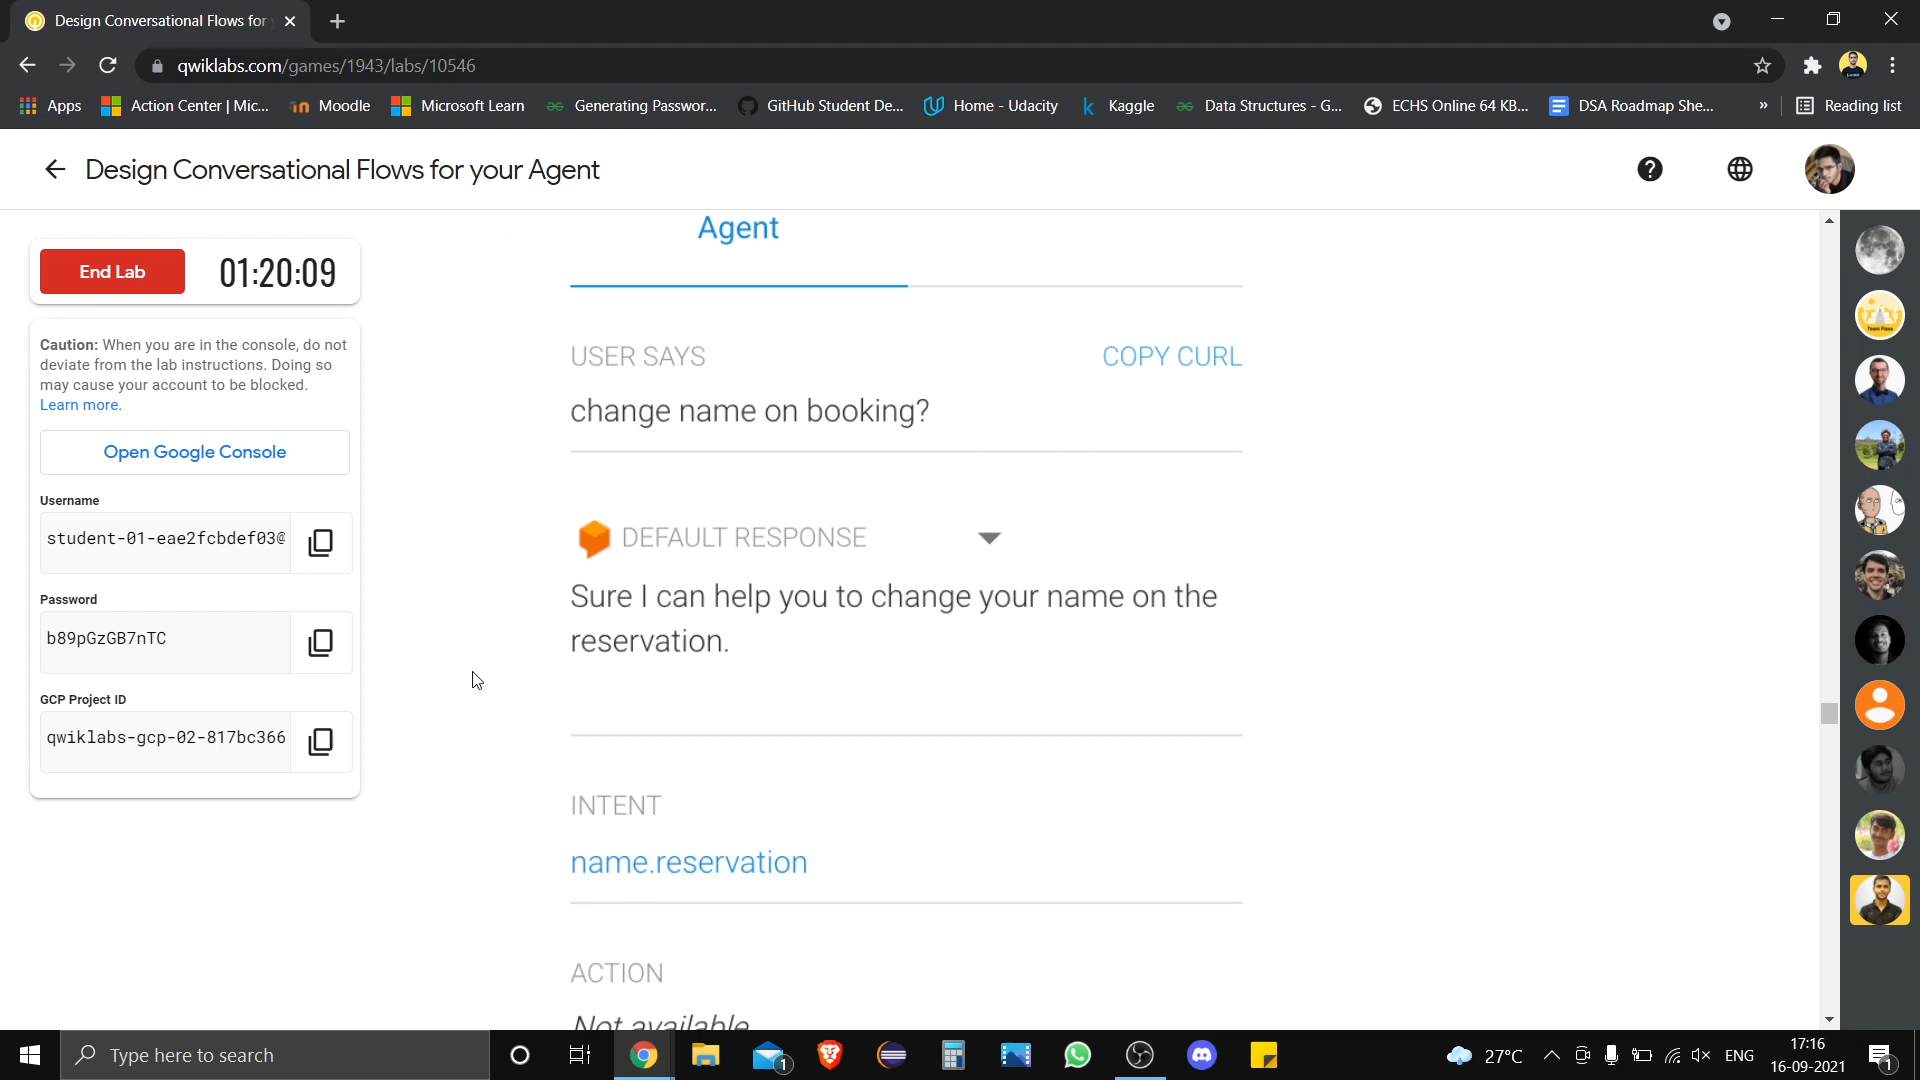 Design Conversational Flows for
qwiklabs.com/games/1943/labs/10546
Apps
Action Center | Mic...
Moodle
Microsoft Learn
Generating Passwor...
GitHub Student De...
Home - Udacity
Kaggle
Data Structures - G...
ECHS Online 64 KB...
DSA Roadmap She...
»
Reading list
Design Conversational Flows for your Agent
End Lab
01:20:09
Caution: When you are in the console, do not
deviate from the lab instructions. Doing so
may cause your account to be blocked.
Learn more.
Open Google Console
Username
student-01-eae2fcbdef03@
Password
b89pGzGB7nTC
GCP Project ID
qwiklabs-gcp-02-817bc366
Agent
USER SAYS
COPY CURL
change name on booking?
DEFAULT RESPONSE
Sure I can help you to change your name on the
reservation.
INTENT
name.reservation
ACTION
Not available
Type here to search
1
27°C
ENG
17:16
16-09-2021
1